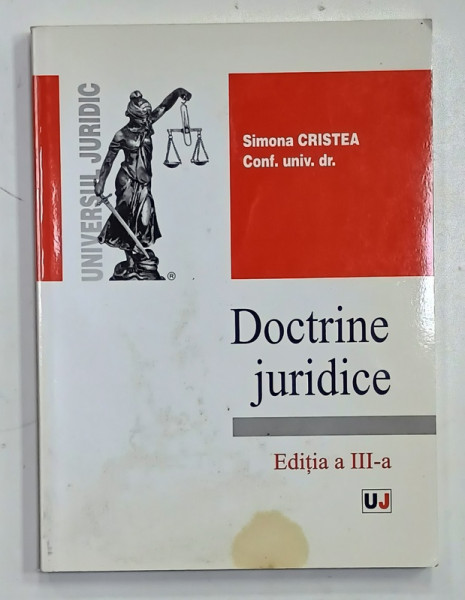 UNIVERSUL JURIDIC
®
Simona CRISTEA
Conf. univ. dr.
Doctrine
juridice
Ediția a III-a
UJ